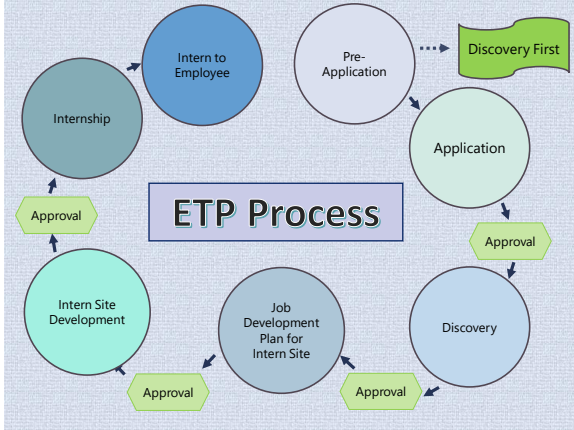 Pre-
Application
Discovery First
Application
Approval
Discovery
Approval
Job
Development
Plan for
Intern Site
Approval
Intern Site
Development
Approval
Internship
Intern to
Employee
ETP Process